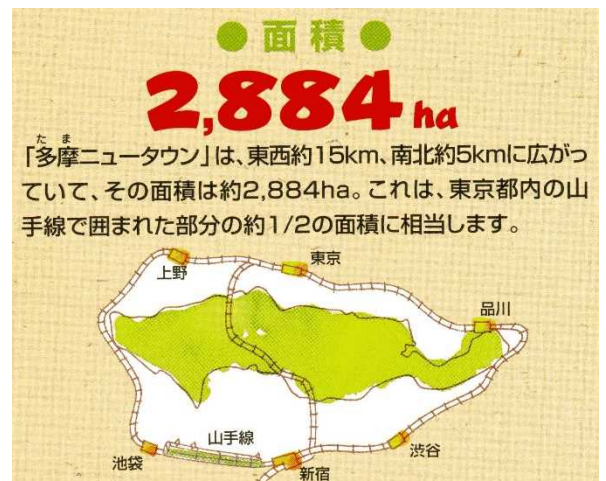 ●面積●
2,884ha
「多摩ニュータウン」は、東西約15km、南北約5kmに広がっ
ていて、その面積は約2,884ha。これは、東京都内の山
手線で囲まれた部分の約1/2の面積に相当します。
たま
上野
東京
品川
山手線
池袋
新宿
渋谷